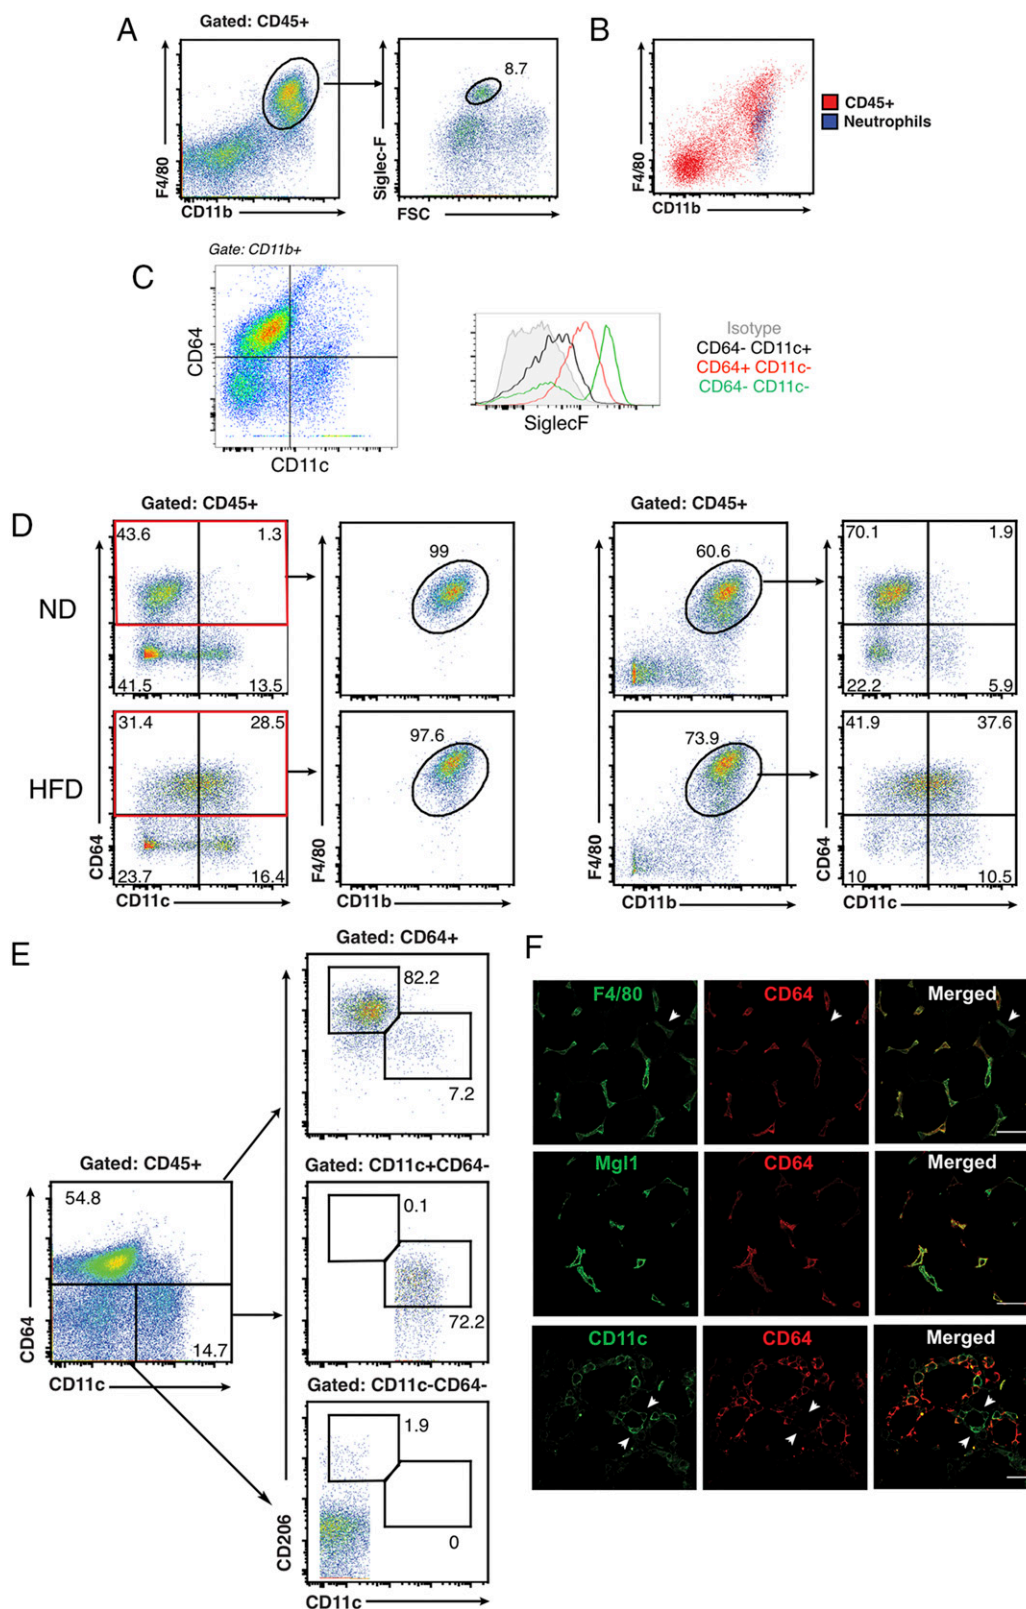 A
Gated: CD45+
F4/80
CD11b
8.7
Siglec-F
FSC
B
F4/80
CD11b
CD45+
Neutrophils
C
Gate: CD11b+
CD64
CD11c
SiglecF
Isotype
CD64- CD11c+
CD64+ CD11c-
CD64- CD11c-
D
Gated: CD45+
Gated: CD45+
ND
43.6 1.3
41.5 13.5
99
60.6
70.1 1.9
22.2 5.9
HFD
31.4 28.5
23.7 16.4
97.6
73.9
41.9 37.6
10 10.5
CD64
CD11c
F4/80
CD11b
F4/80
CD11b
CD64
CD11c
E
Gated: CD45+
54.8
14.7
CD64
CD11c
Gated: CD64+
82.2
7.2
Gated: CD11c+CD64-
0.1
72.2
Gated: CD11c-CD64-
1.9
0
CD206
CD11c
F
F4/80 CD64 Merged
Mgl1 CD64 Merged
CD11c CD64 Merged